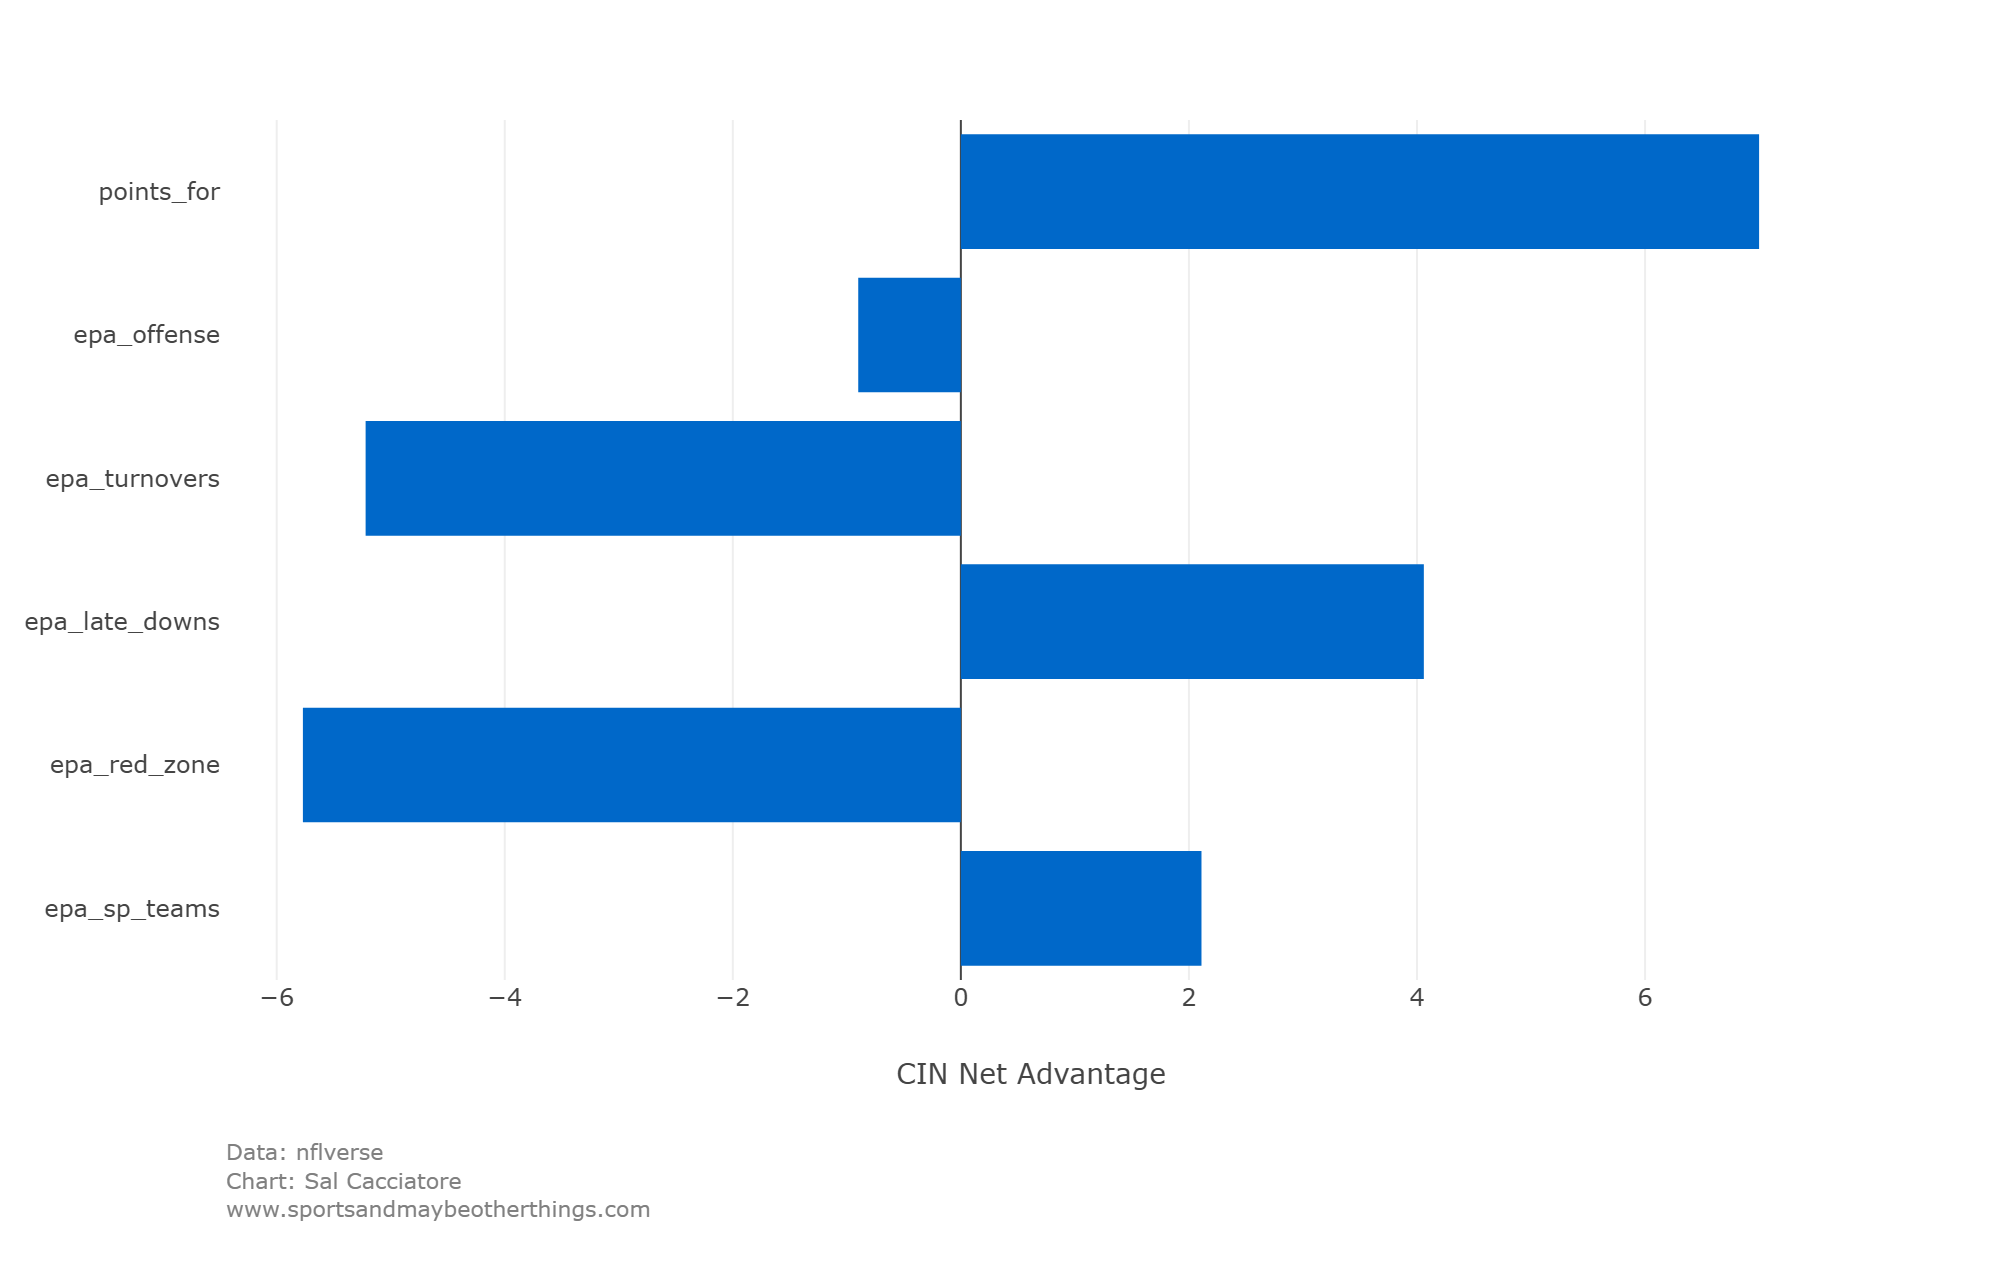 points_for
epa_offense
epa_turnovers
epa_late_downs
epa_red_zone
epa_sp_teams
−6 −4 −2 0 2 4 6
CIN Net Advantage
Data: nflverse
Chart: Sal Cacciatore
www.sportsandmaybeotherthings.com